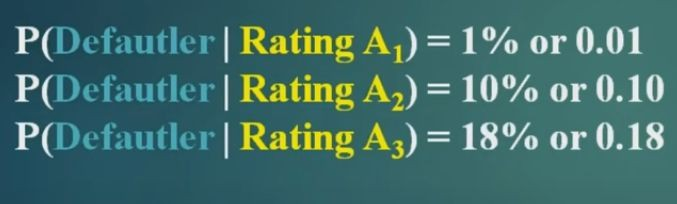 P(Defautler | Rating A₁) = 1% or 0.01
P(Defautler | Rating A₂) = 10% or 0.10
P(Defautler | Rating A₃) = 18% or 0.18